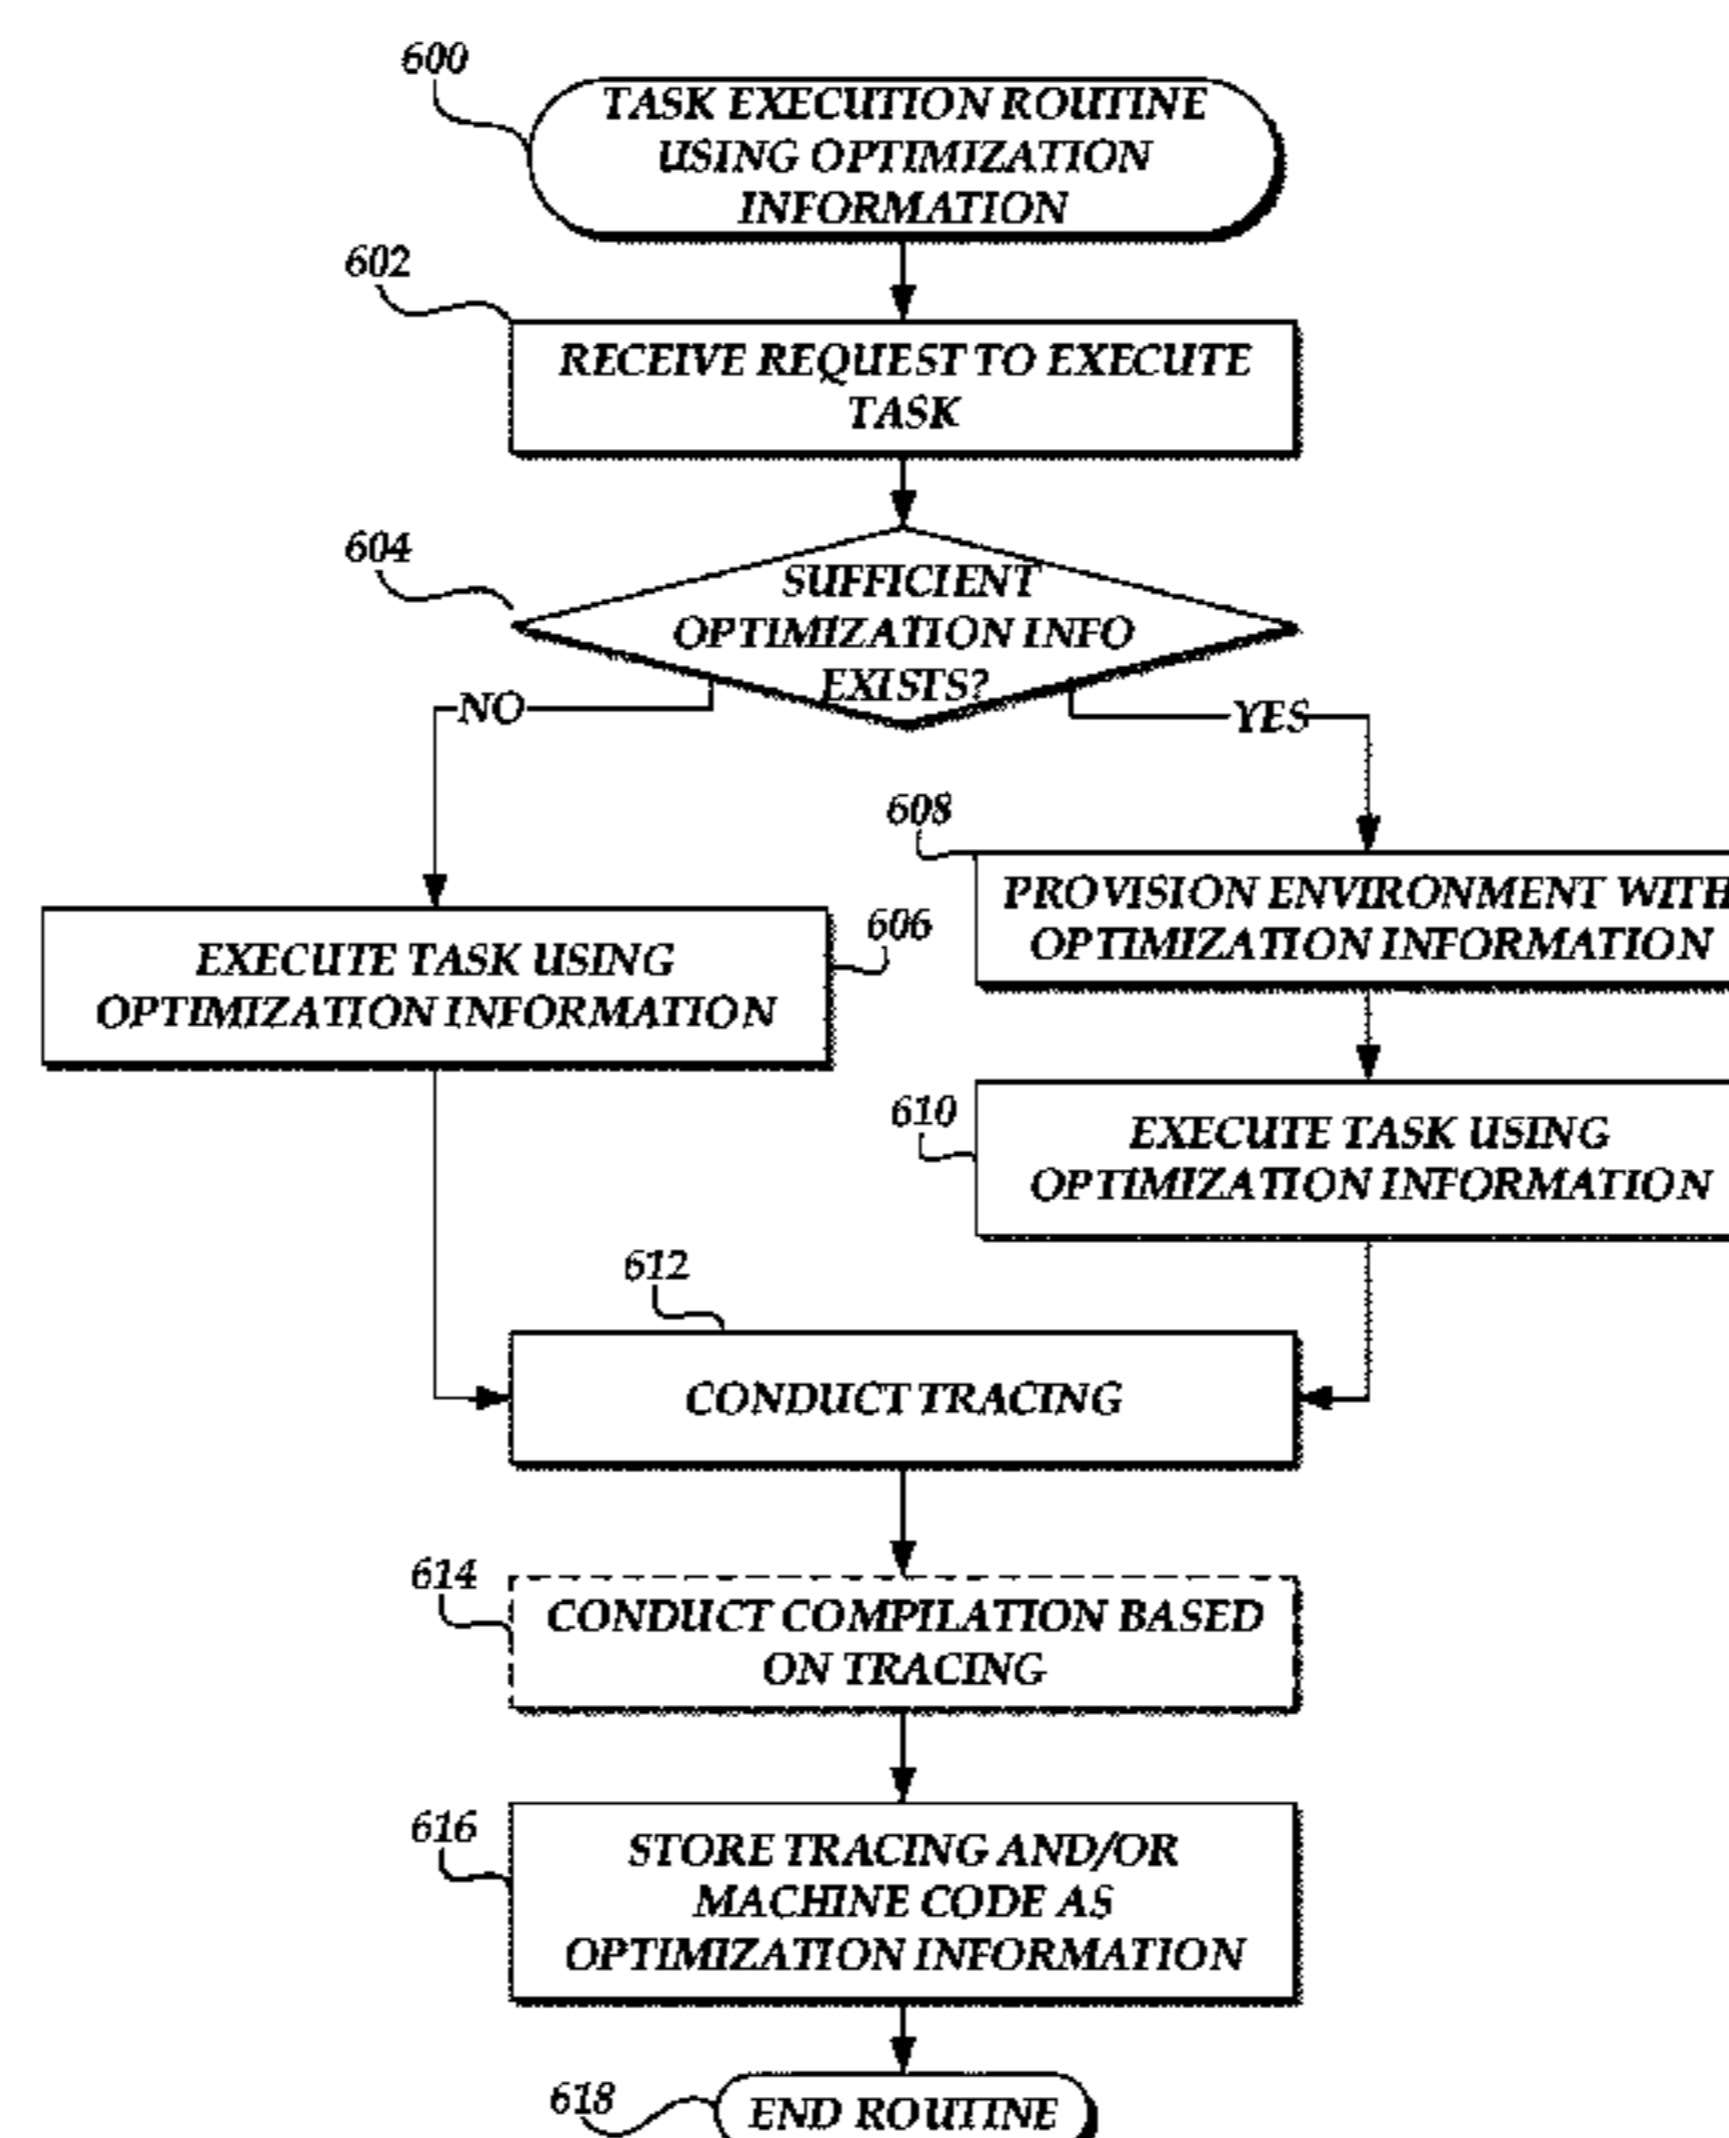 600
TASK EXECUTION ROUTINE
USING OPTIMIZATION
INFORMATION
602
RECEIVE REQUEST TO EXECUTE
TASK
604
SUFFICIENT
OPTIMIZATION INFO
EXISTS?
NO
YES
608
PROVISION ENVIRONMENT WITH
OPTIMIZATION INFORMATION
606
EXECUTE TASK USING
OPTIMIZATION INFORMATION
610
EXECUTE TASK USING
OPTIMIZATION INFORMATION
612
CONDUCT TRACING
614
CONDUCT COMPILATION BASED
ON TRACING
616
STORE TRACING AND/OR
MACHINE CODE AS
OPTIMIZATION INFORMATION
618
END ROUTINE